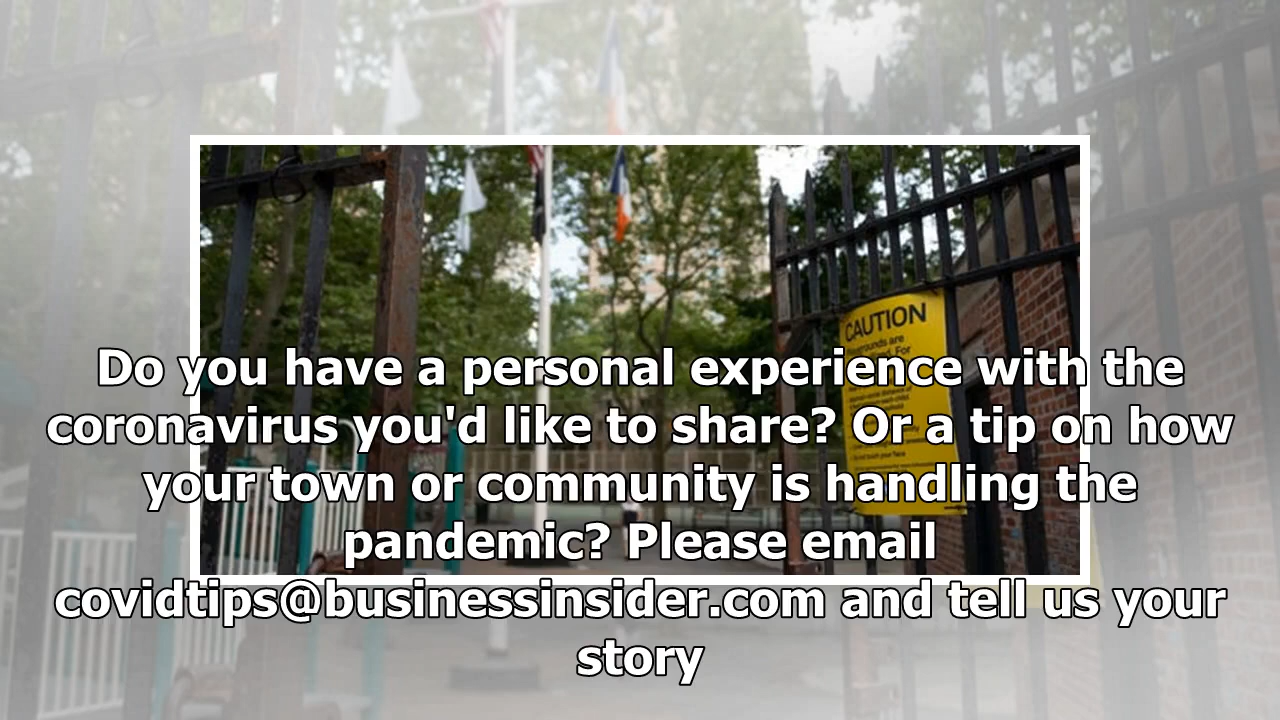 CAUTION
Do you have a personal experience with the
coronavirus you'd like to share? Or a tip on how
your town or community is handling the
pandemic? Please email
covidtips@businessinsider.com and tell us your
story